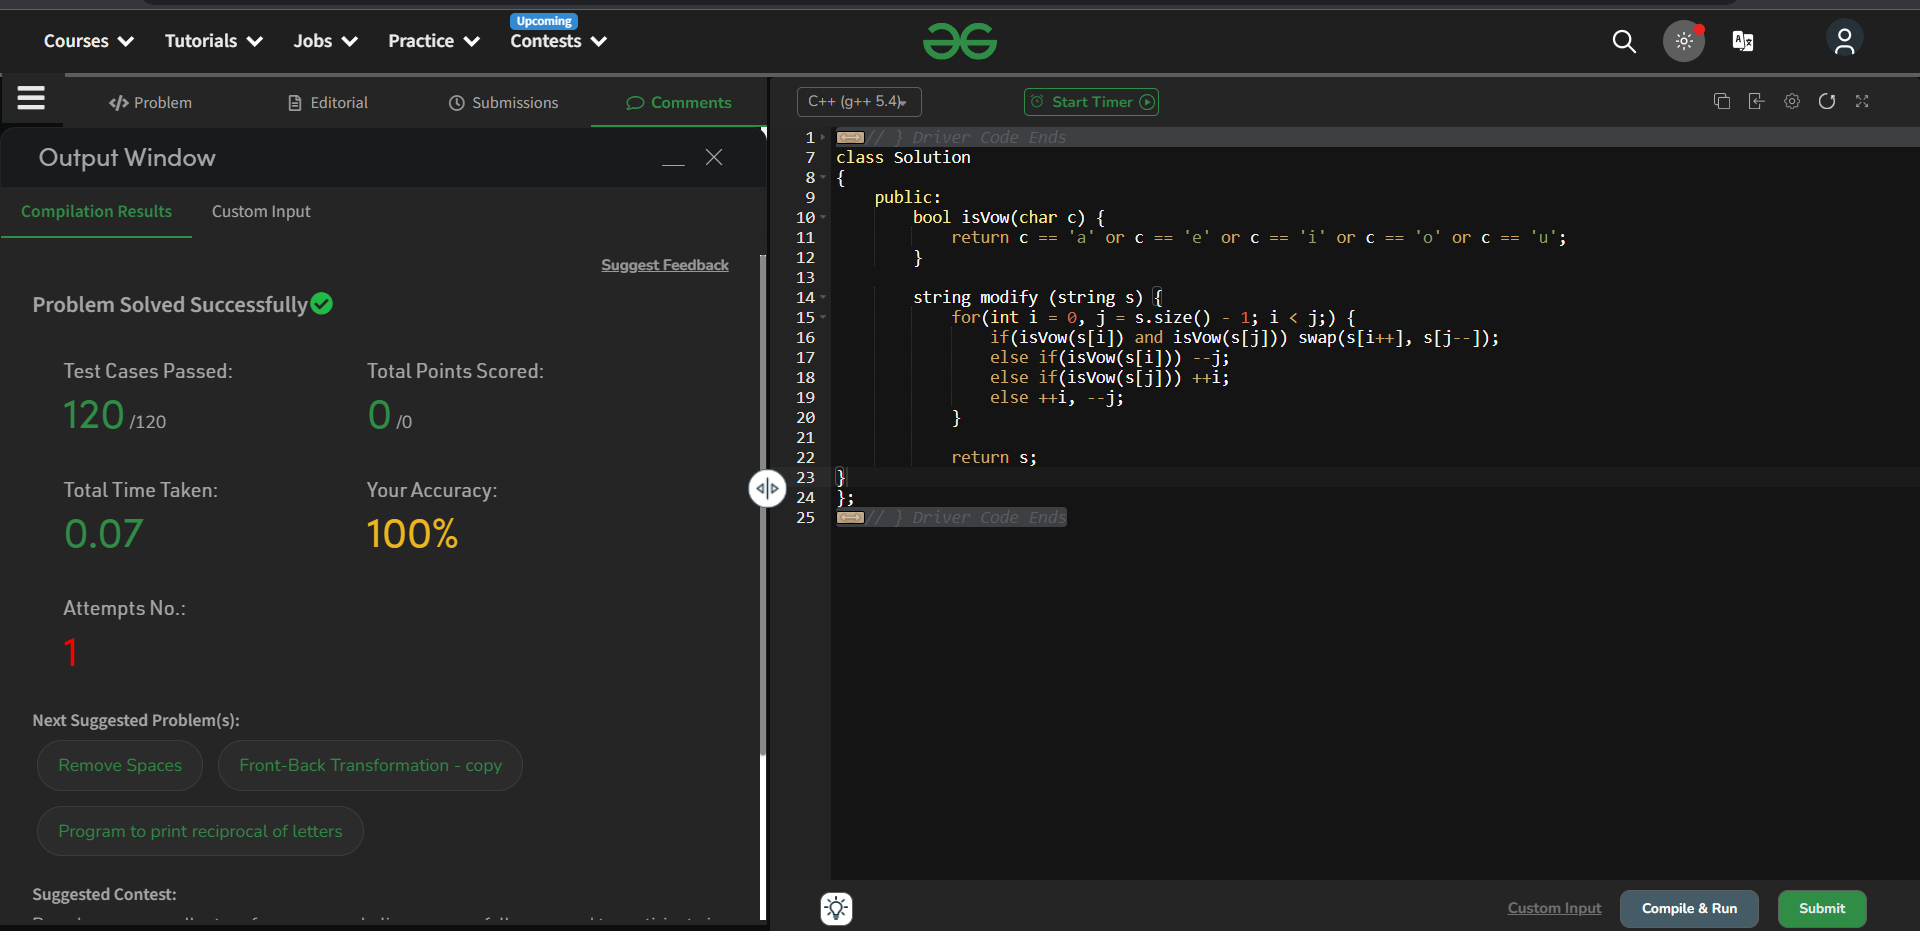 Upcoming
Courses Tutorials Jobs Practice Contests
Problem Editorial Submissions Comments
Output Window
Compilation Results Custom Input
Suggest Feedback
Problem Solved Successfully
Test Cases Passed: Total Points Scored:
120 /120 0 /0
Total Time Taken: Your Accuracy:
0.07 100%
Attempts No.:
1
Next Suggested Problem(s):
Remove Spaces Front-Back Transformation - copy
Program to print reciprocal of letters
Suggested Contest:
C++ (g++ 5.4) Start Timer
1 // } Driver Code Ends
7 class Solution
8 {
9 public:
10 bool isVow(char c) {
11 return c == 'a' or c == 'e' or c == 'i' or c == 'o' or c == 'u';
12 }
13
14 string modify (string s) {
15 for(int i = 0, j = s.size() - 1; i < j;) {
16 if(isVow(s[i]) and isVow(s[j])) swap(s[i++], s[j--]);
17 else if(isVow(s[i])) --j;
18 else if(isVow(s[j])) ++i;
19 else ++i, --j;
20 }
21
22 return s;
23 }
24 };
25 // } Driver Code Ends
Custom Input Compile & Run Submit